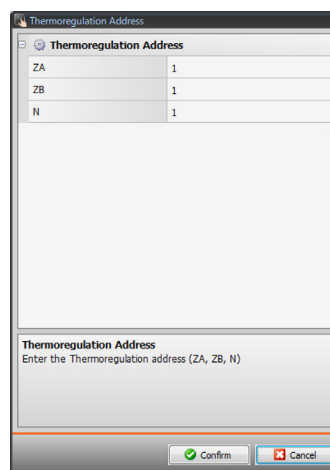 Thermoregulation Address
Thermoregulation Address
ZA 1
ZB 1
N 1
Thermoregulation Address
Enter the Thermoregulation address (ZA, ZB, N)
Confirm Cancel